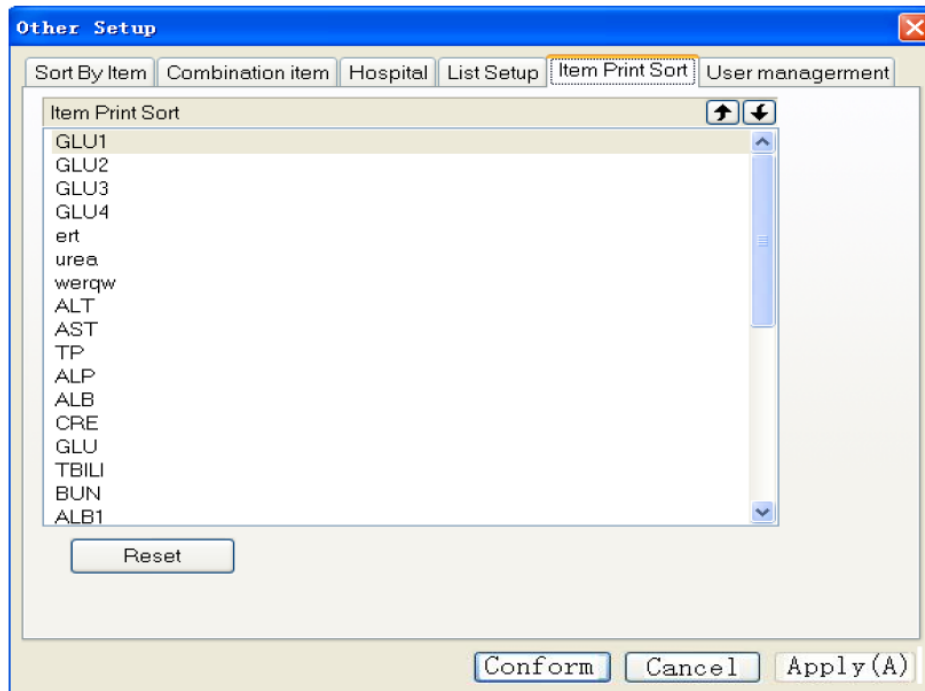 Other Setup
Sort By Item Combination item Hospital List Setup Item Print Sort User managerment
Item Print Sort
GLU1
GLU2
GLU3
GLU4
ert
urea
werqw
ALT
AST
TP
ALP
ALB
CRE
GLU
TBILI
BUN
ALB1
Reset
Conform Cancel Apply(A)